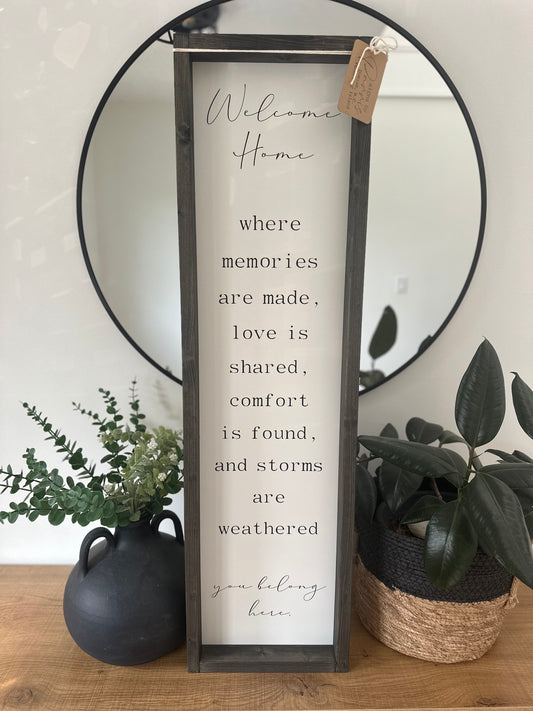 Welcome
Home
where
memories
are made,
love is
shared,
comfort
is found,
and storms
are
weathered
you belong
here.